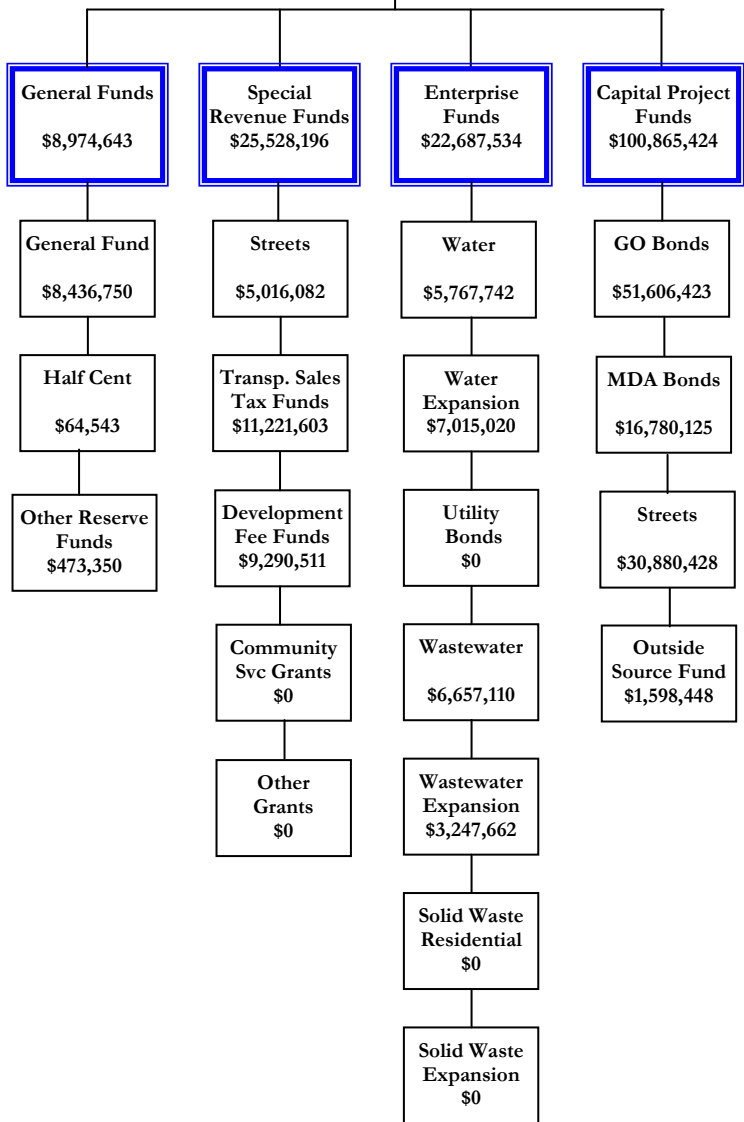 General Funds
$8,974,643
Special
Revenue Funds
$25,528,196
Enterprise
Funds
$22,687,534
Capital Project
Funds
$100,865,424
General Fund
$8,436,750
Half Cent
$64,543
Other Reserve
Funds
$473,350
Streets
$5,016,082
Transp. Sales
Tax Funds
$11,221,603
Development
Fee Funds
$9,290,511
Community
Svc Grants
$0
Other
Grants
$0
Water
$5,767,742
Water
Expansion
$7,015,020
Utility
Bonds
$0
Wastewater
$6,657,110
Wastewater
Expansion
$3,247,662
Solid Waste
Residential
$0
Solid Waste
Expansion
$0
GO Bonds
$51,606,423
MDA Bonds
$16,780,125
Streets
$30,880,428
Outside
Source Fund
$1,598,448